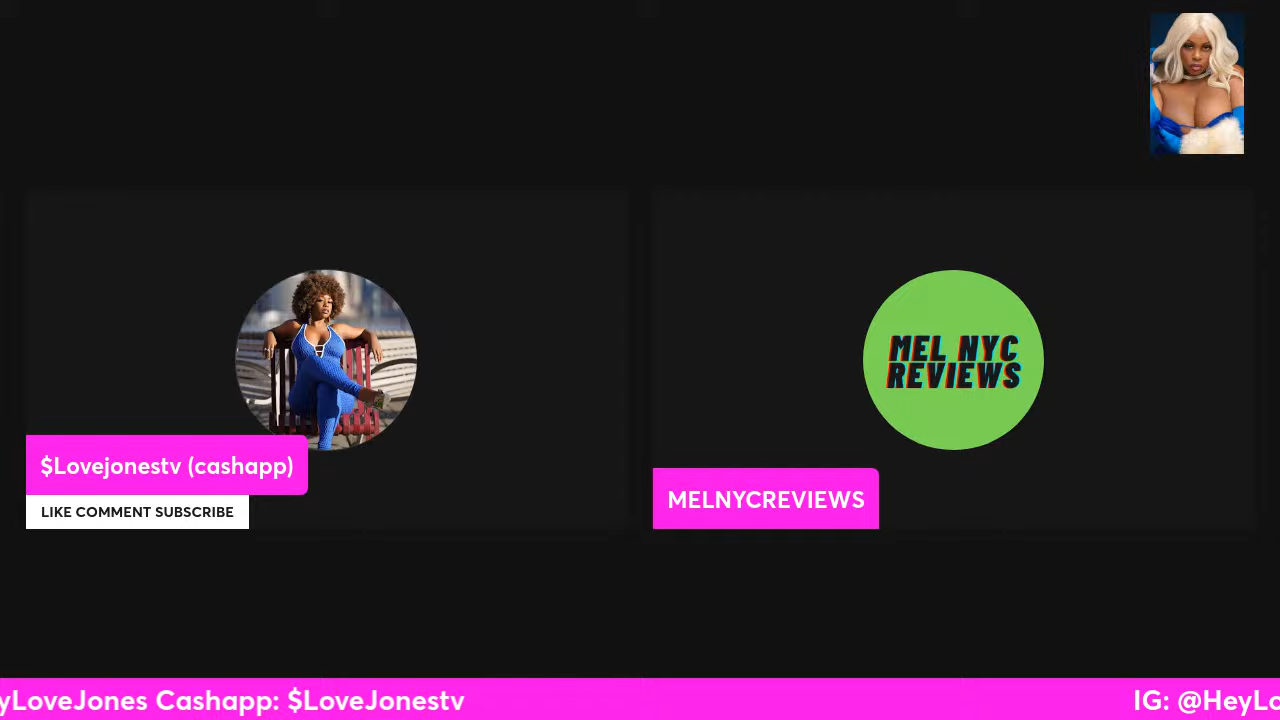 MEL NYC
REVIEWS
$Lovejonestv (cashapp)
LIKE COMMENT SUBSCRIBE
MELNYCREVIEWS
yLoveJones Cashapp: $LoveJonestv
IG: @HeyLo